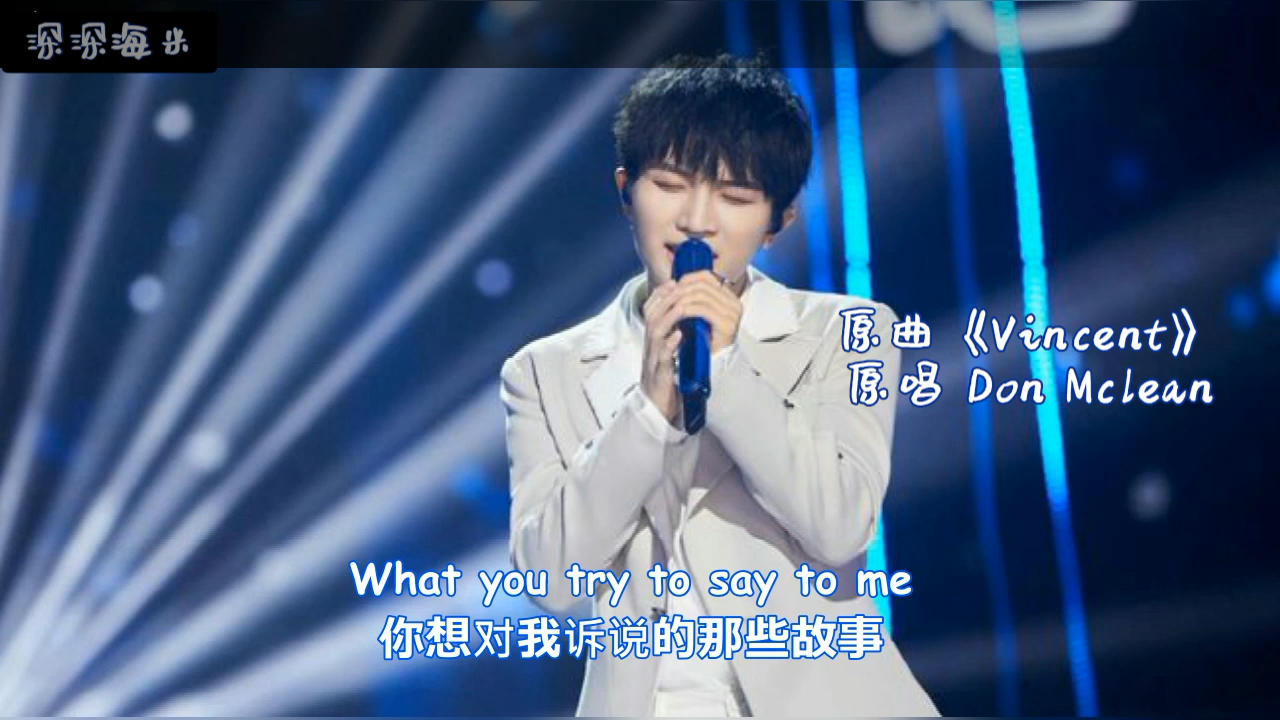 深深海米
原曲《Vincent》
原唱 Don Mclean
What you try to say to me
你想对我诉说的那些故事